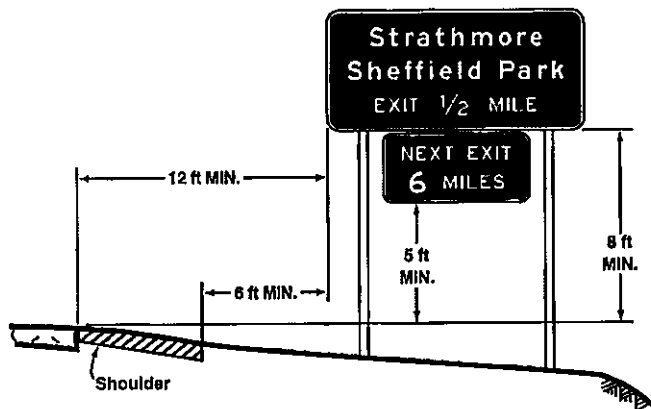 Strathmore
Sheffield Park
EXIT 1/2 MILE
NEXT EXIT
6 MILES
12 ft MIN.
8 ft
MIN.
5 ft
MIN.
6 ft MIN.
Shoulder